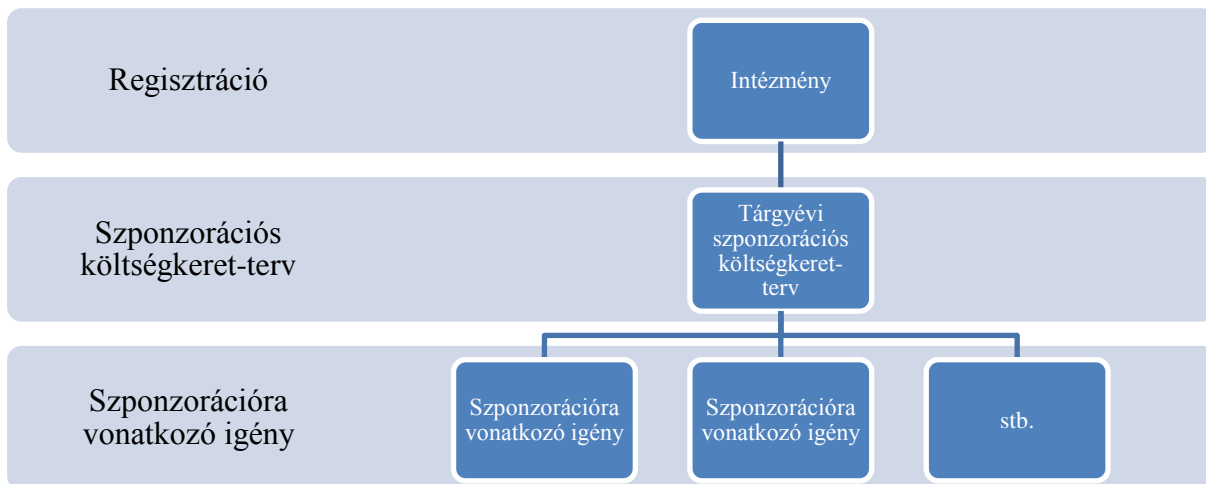 Regisztráció
Intézmény
Szponzorációs
költségkeret-terv
Tárgyévi
szponzorációs
költségkeret-
terv
Szponzorációra
vonatkozó igény
Szponzorációra
vonatkozó igény
Szponzorációra
vonatkozó igény
stb.